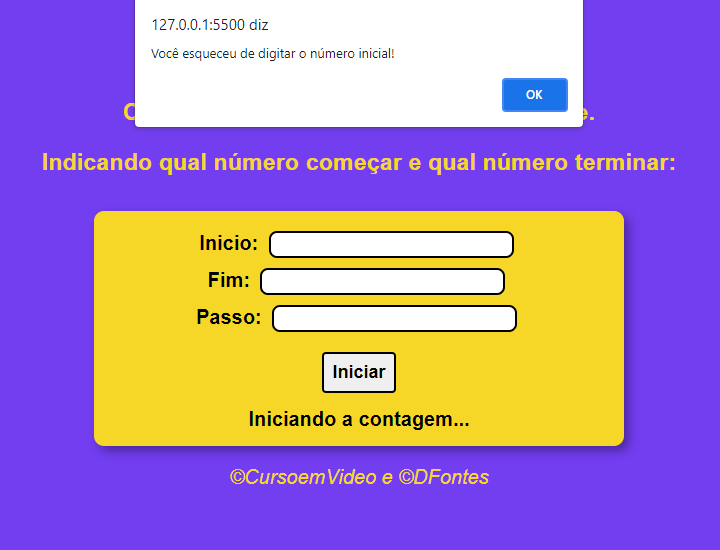 127.0.0.1:5500 diz
Você esqueceu de digitar o número inicial!
OK
Indicando qual número começar e qual número terminar:
Inicio:
Fim:
Passo:
Iniciar
Iniciando a contagem...
©CursoemVideo e ©DFontes